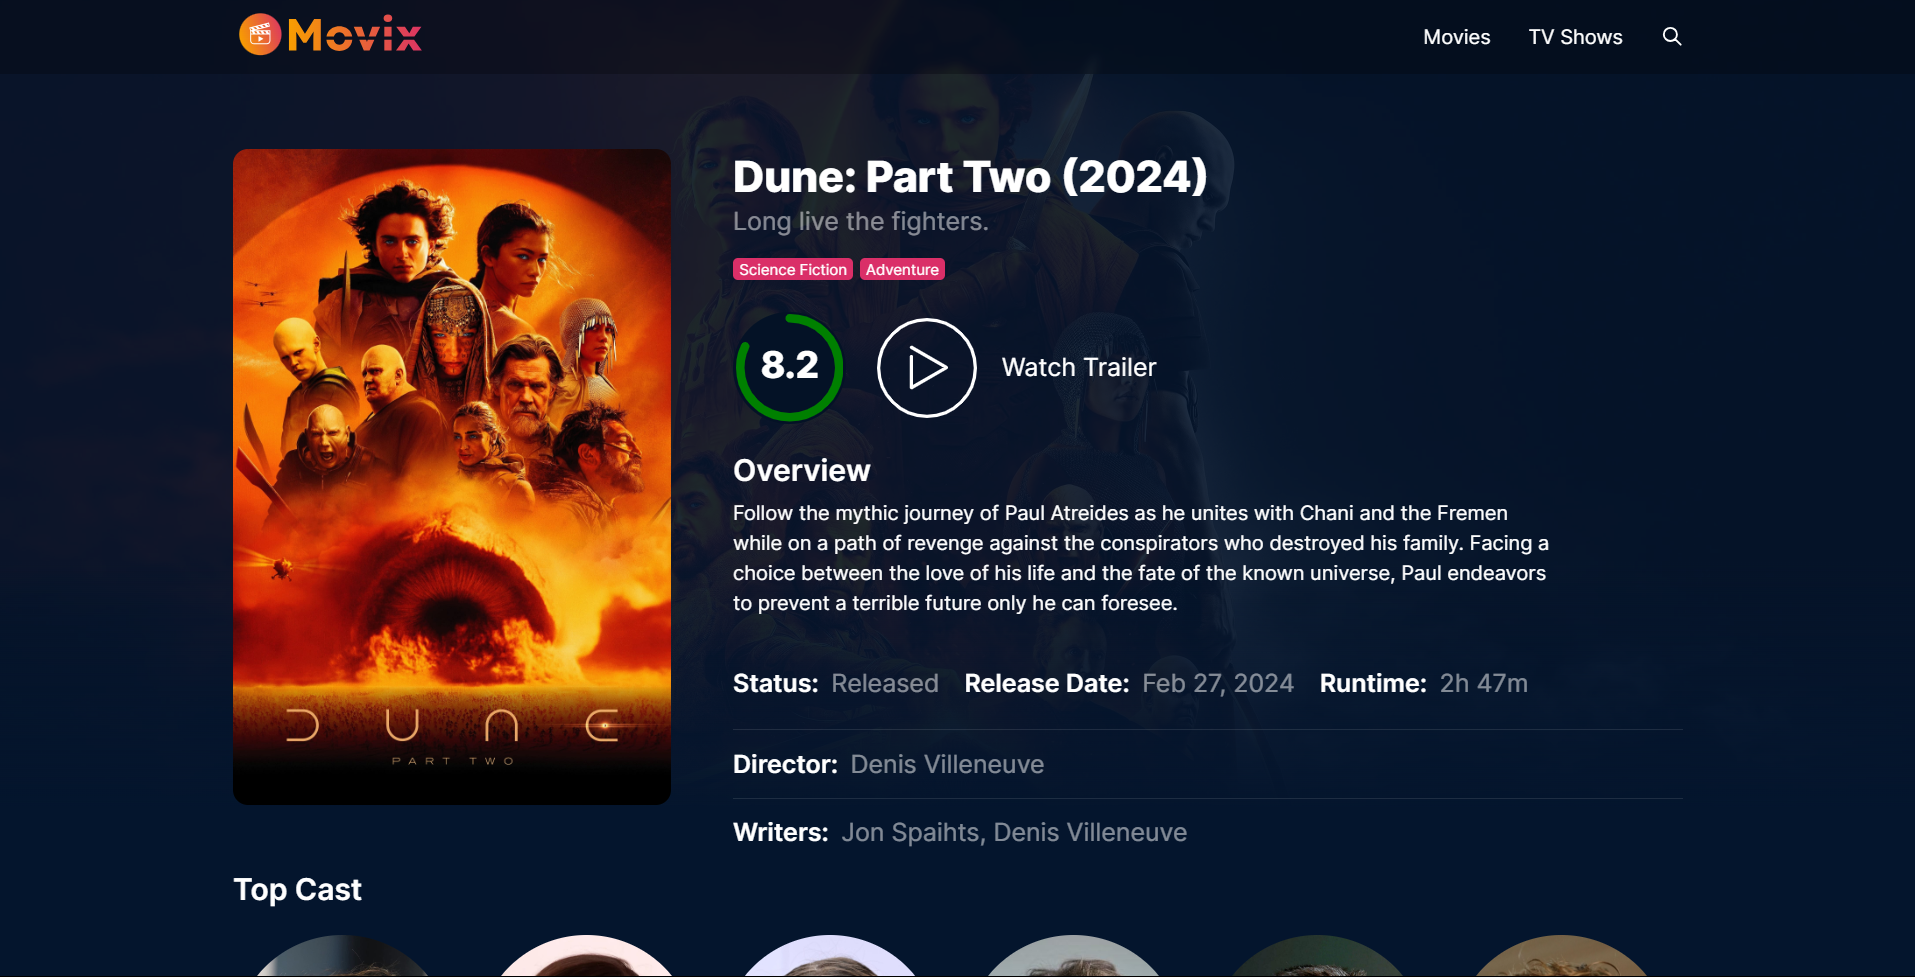 Movix
Movies
TV Shows
Dune: Part Two (2024)
Long live the fighters.
Science Fiction
Adventure
8.2
Watch Trailer
Overview
Follow the mythic journey of Paul Atreides as he unites with Chani and the Fremen
while on a path of revenge against the conspirators who destroyed his family. Facing a
choice between the love of his life and the fate of the known universe, Paul endeavors
to prevent a terrible future only he can foresee.
Status: Released Release Date: Feb 27, 2024 Runtime: 2h 47m
Director: Denis Villeneuve
Writers: Jon Spaihts, Denis Villeneuve
DUNE
PART TWO
Top Cast